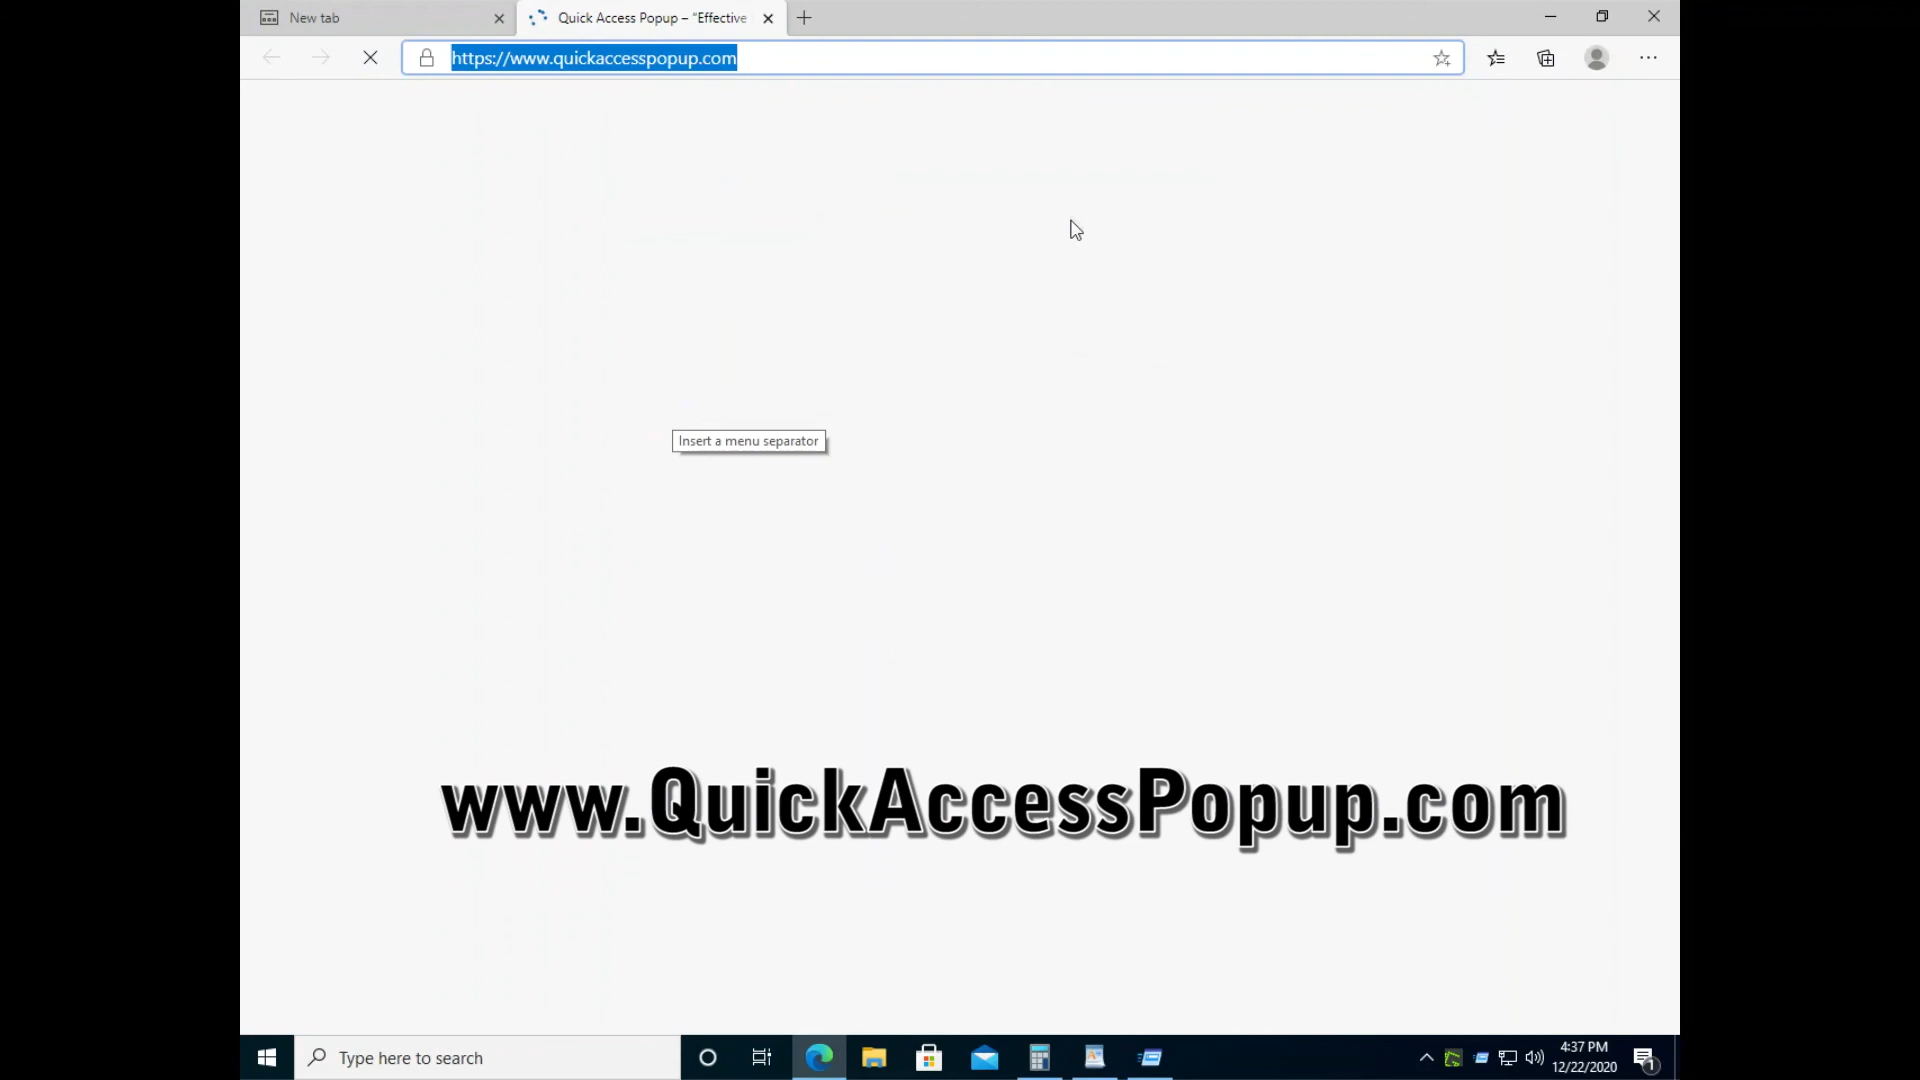 New tab
Quick Access Popup – "Effective
https://www.quickaccesspopup.com
Insert a menu separator
www.QuickAccessPopup.com
Type here to search
4:37 PM
12/22/2020
1